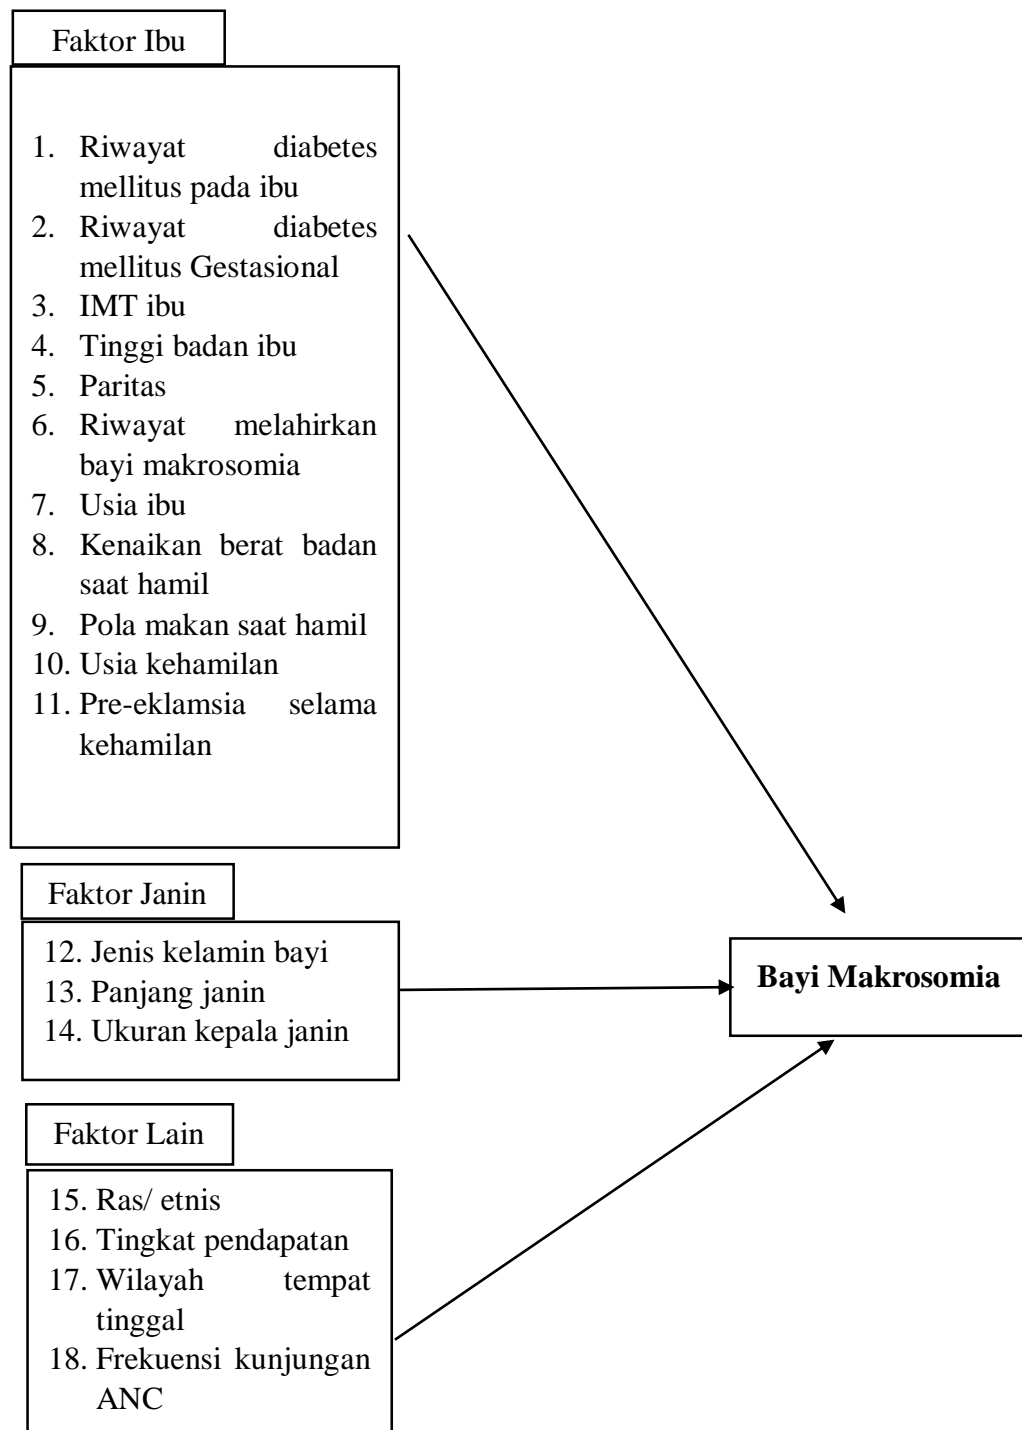 Faktor Ibu
1. Riwayat diabetes
mellitus pada ibu
2. Riwayat diabetes
mellitus Gestasional
3. IMT ibu
4. Tinggi badan ibu
5. Paritas
6. Riwayat melahirkan
bayi makrosomia
7. Usia ibu
8. Kenaikan berat badan
saat hamil
9. Pola makan saat hamil
10. Usia kehamilan
11. Pre-eklamsia selama
kehamilan
Faktor Janin
12. Jenis kelamin bayi
13. Panjang janin
14. Ukuran kepala janin
Bayi Makrosomia
Faktor Lain
15. Ras/ etnis
16. Tingkat pendapatan
17. Wilayah tempat
tinggal
18. Frekuensi kunjungan
ANC